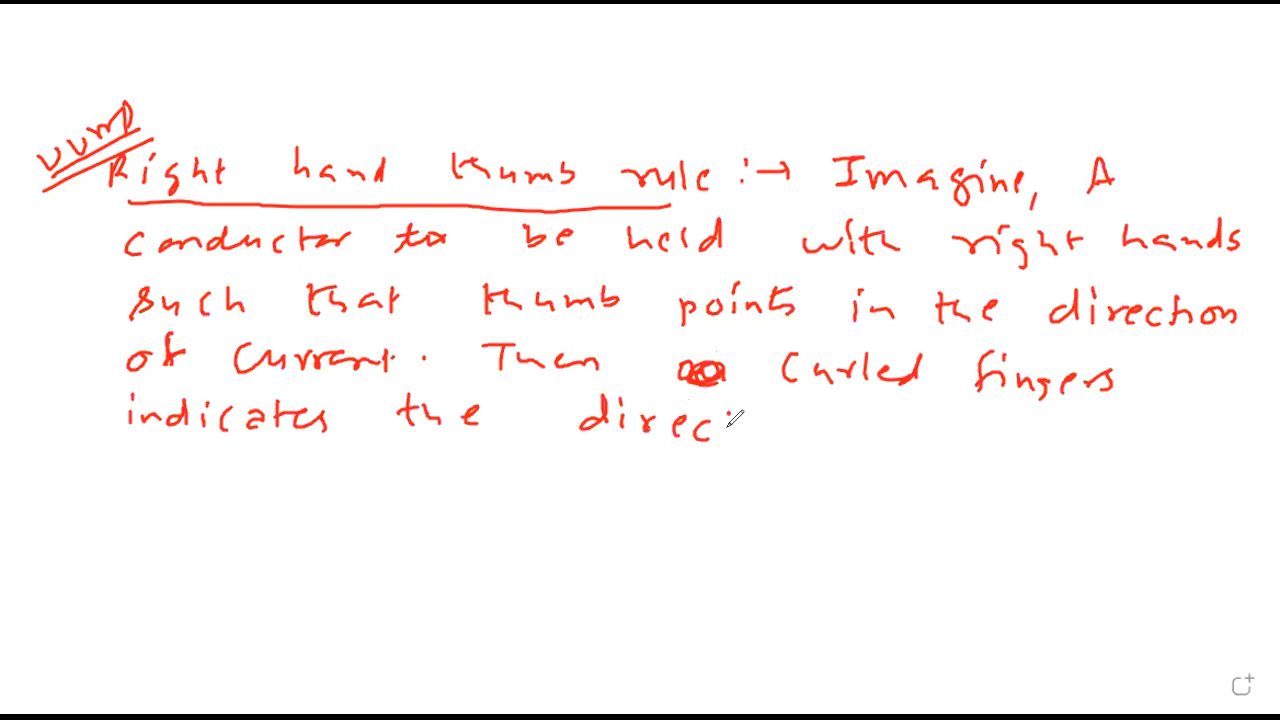 VVImp
Right hand thumb rule :→ Imagine, A
conductor to be held with right hands
such that thumb points in the direction
of current. Then curled fingers
indicates the direc